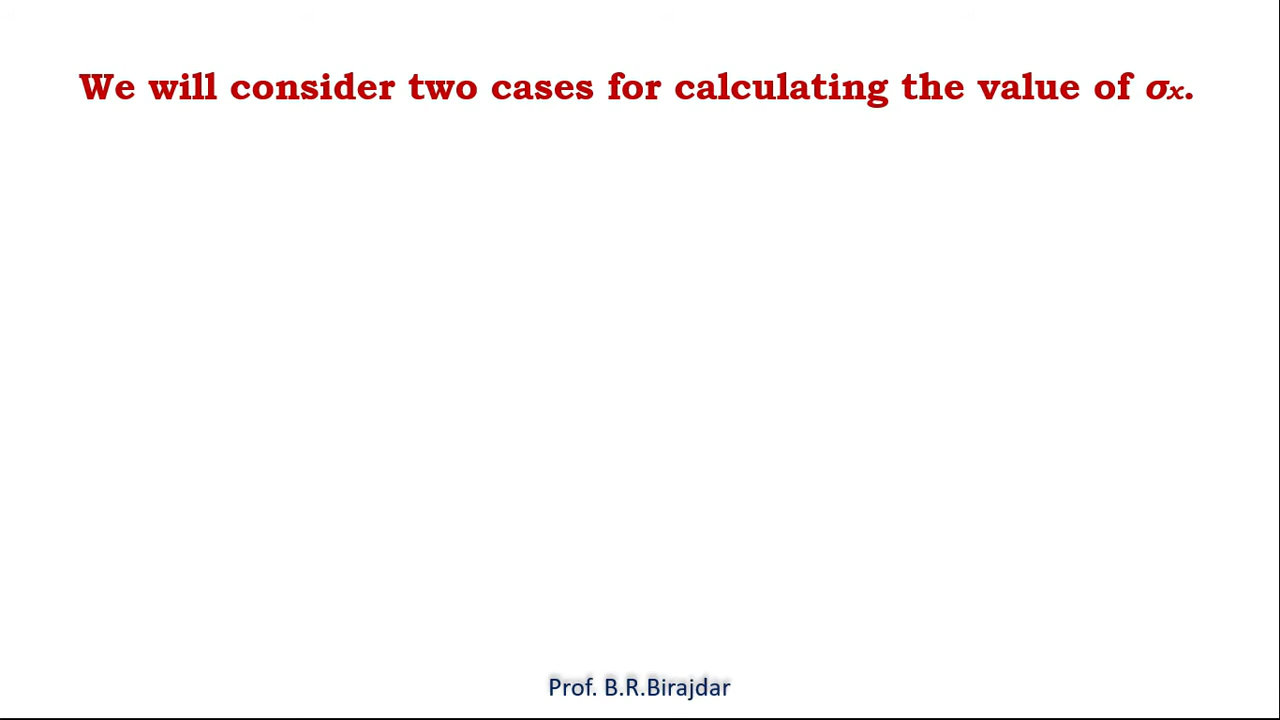 We will consider two cases for calculating the value of σx.
Prof. B.R.Birajdar